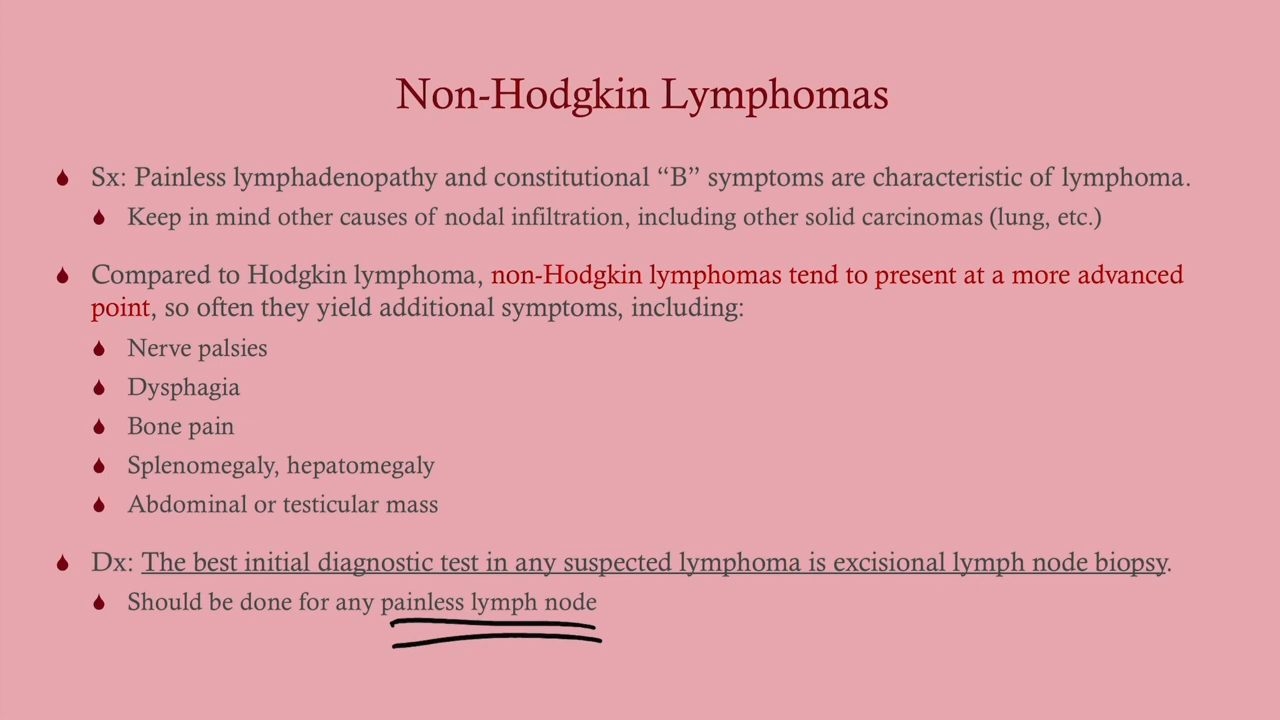 Non-Hodgkin Lymphomas
Sx: Painless lymphadenopathy and constitutional “B” symptoms are characteristic of lymphoma.
Keep in mind other causes of nodal infiltration, including other solid carcinomas (lung, etc.)
Compared to Hodgkin lymphoma, non-Hodgkin lymphomas tend to present at a more advanced
point, so often they yield additional symptoms, including:
Nerve palsies
Dysphagia
Bone pain
Splenomegaly, hepatomegaly
Abdominal or testicular mass
Dx: The best initial diagnostic test in any suspected lymphoma is excisional lymph node biopsy.
Should be done for any painless lymph node